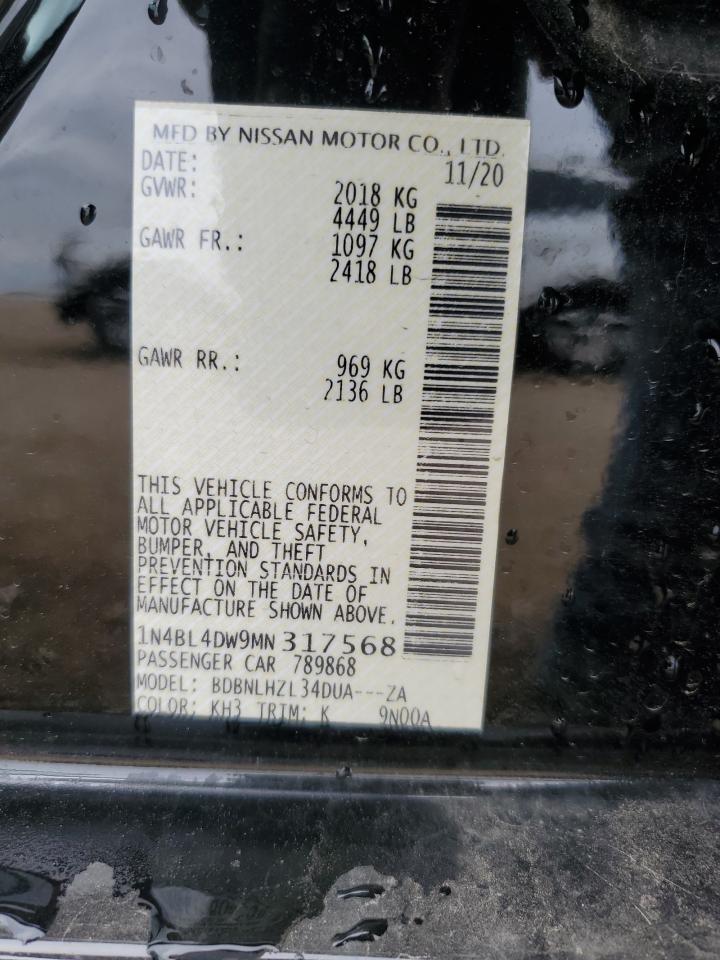 MFD BY NISSAN MOTOR CO., LTD.
DATE: 11/20
GVWR: 2018 KG
4449 LB
GAWR FR.: 1097 KG
2418 LB
GAWR RR.: 969 KG
2136 LB
THIS VEHICLE CONFORMS TO
ALL APPLICABLE FEDERAL
MOTOR VEHICLE SAFETY,
BUMPER, AND THEFT
PREVENTION STANDARDS IN
EFFECT ON THE DATE OF
MANUFACTURE SHOWN ABOVE.
1N4BL4DW9MN317568
PASSENGER CAR 789868
MODEL: BDBNLHZL34DUA---ZA
COLOR: KH3 TRIM: K 9N00A